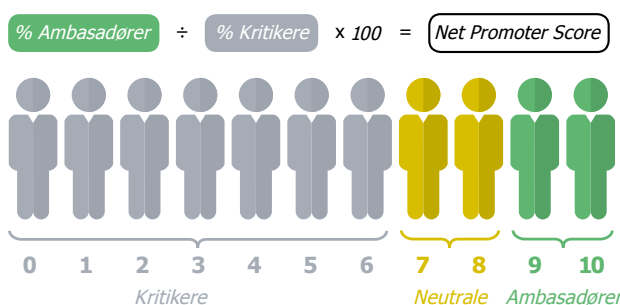 % Ambasadører ÷ % Kritikere x 100 = Net Promoter Score
0 1 2 3 4 5 6 7 8 9 10
Kritikere Neutrale Ambasadører